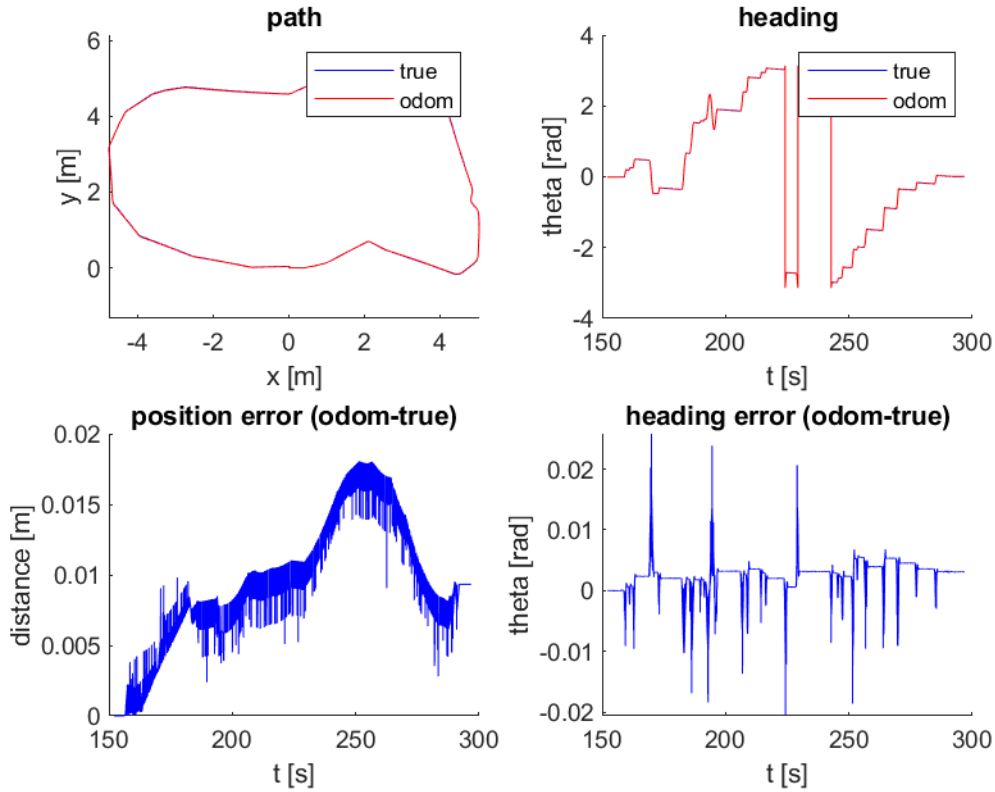 path
6
4
2
0
y [m]
-4
-2
0
2
4
x [m]
true
odom
heading
4
2
0
-2
-4
theta [rad]
150
200
250
300
t [s]
true
odom
position error (odom-true)
0.02
0.015
0.01
0.005
0
distance [m]
150
200
250
300
t [s]
heading error (odom-true)
0.02
0.01
0
-0.01
-0.02
theta [rad]
150
200
250
300
t [s]